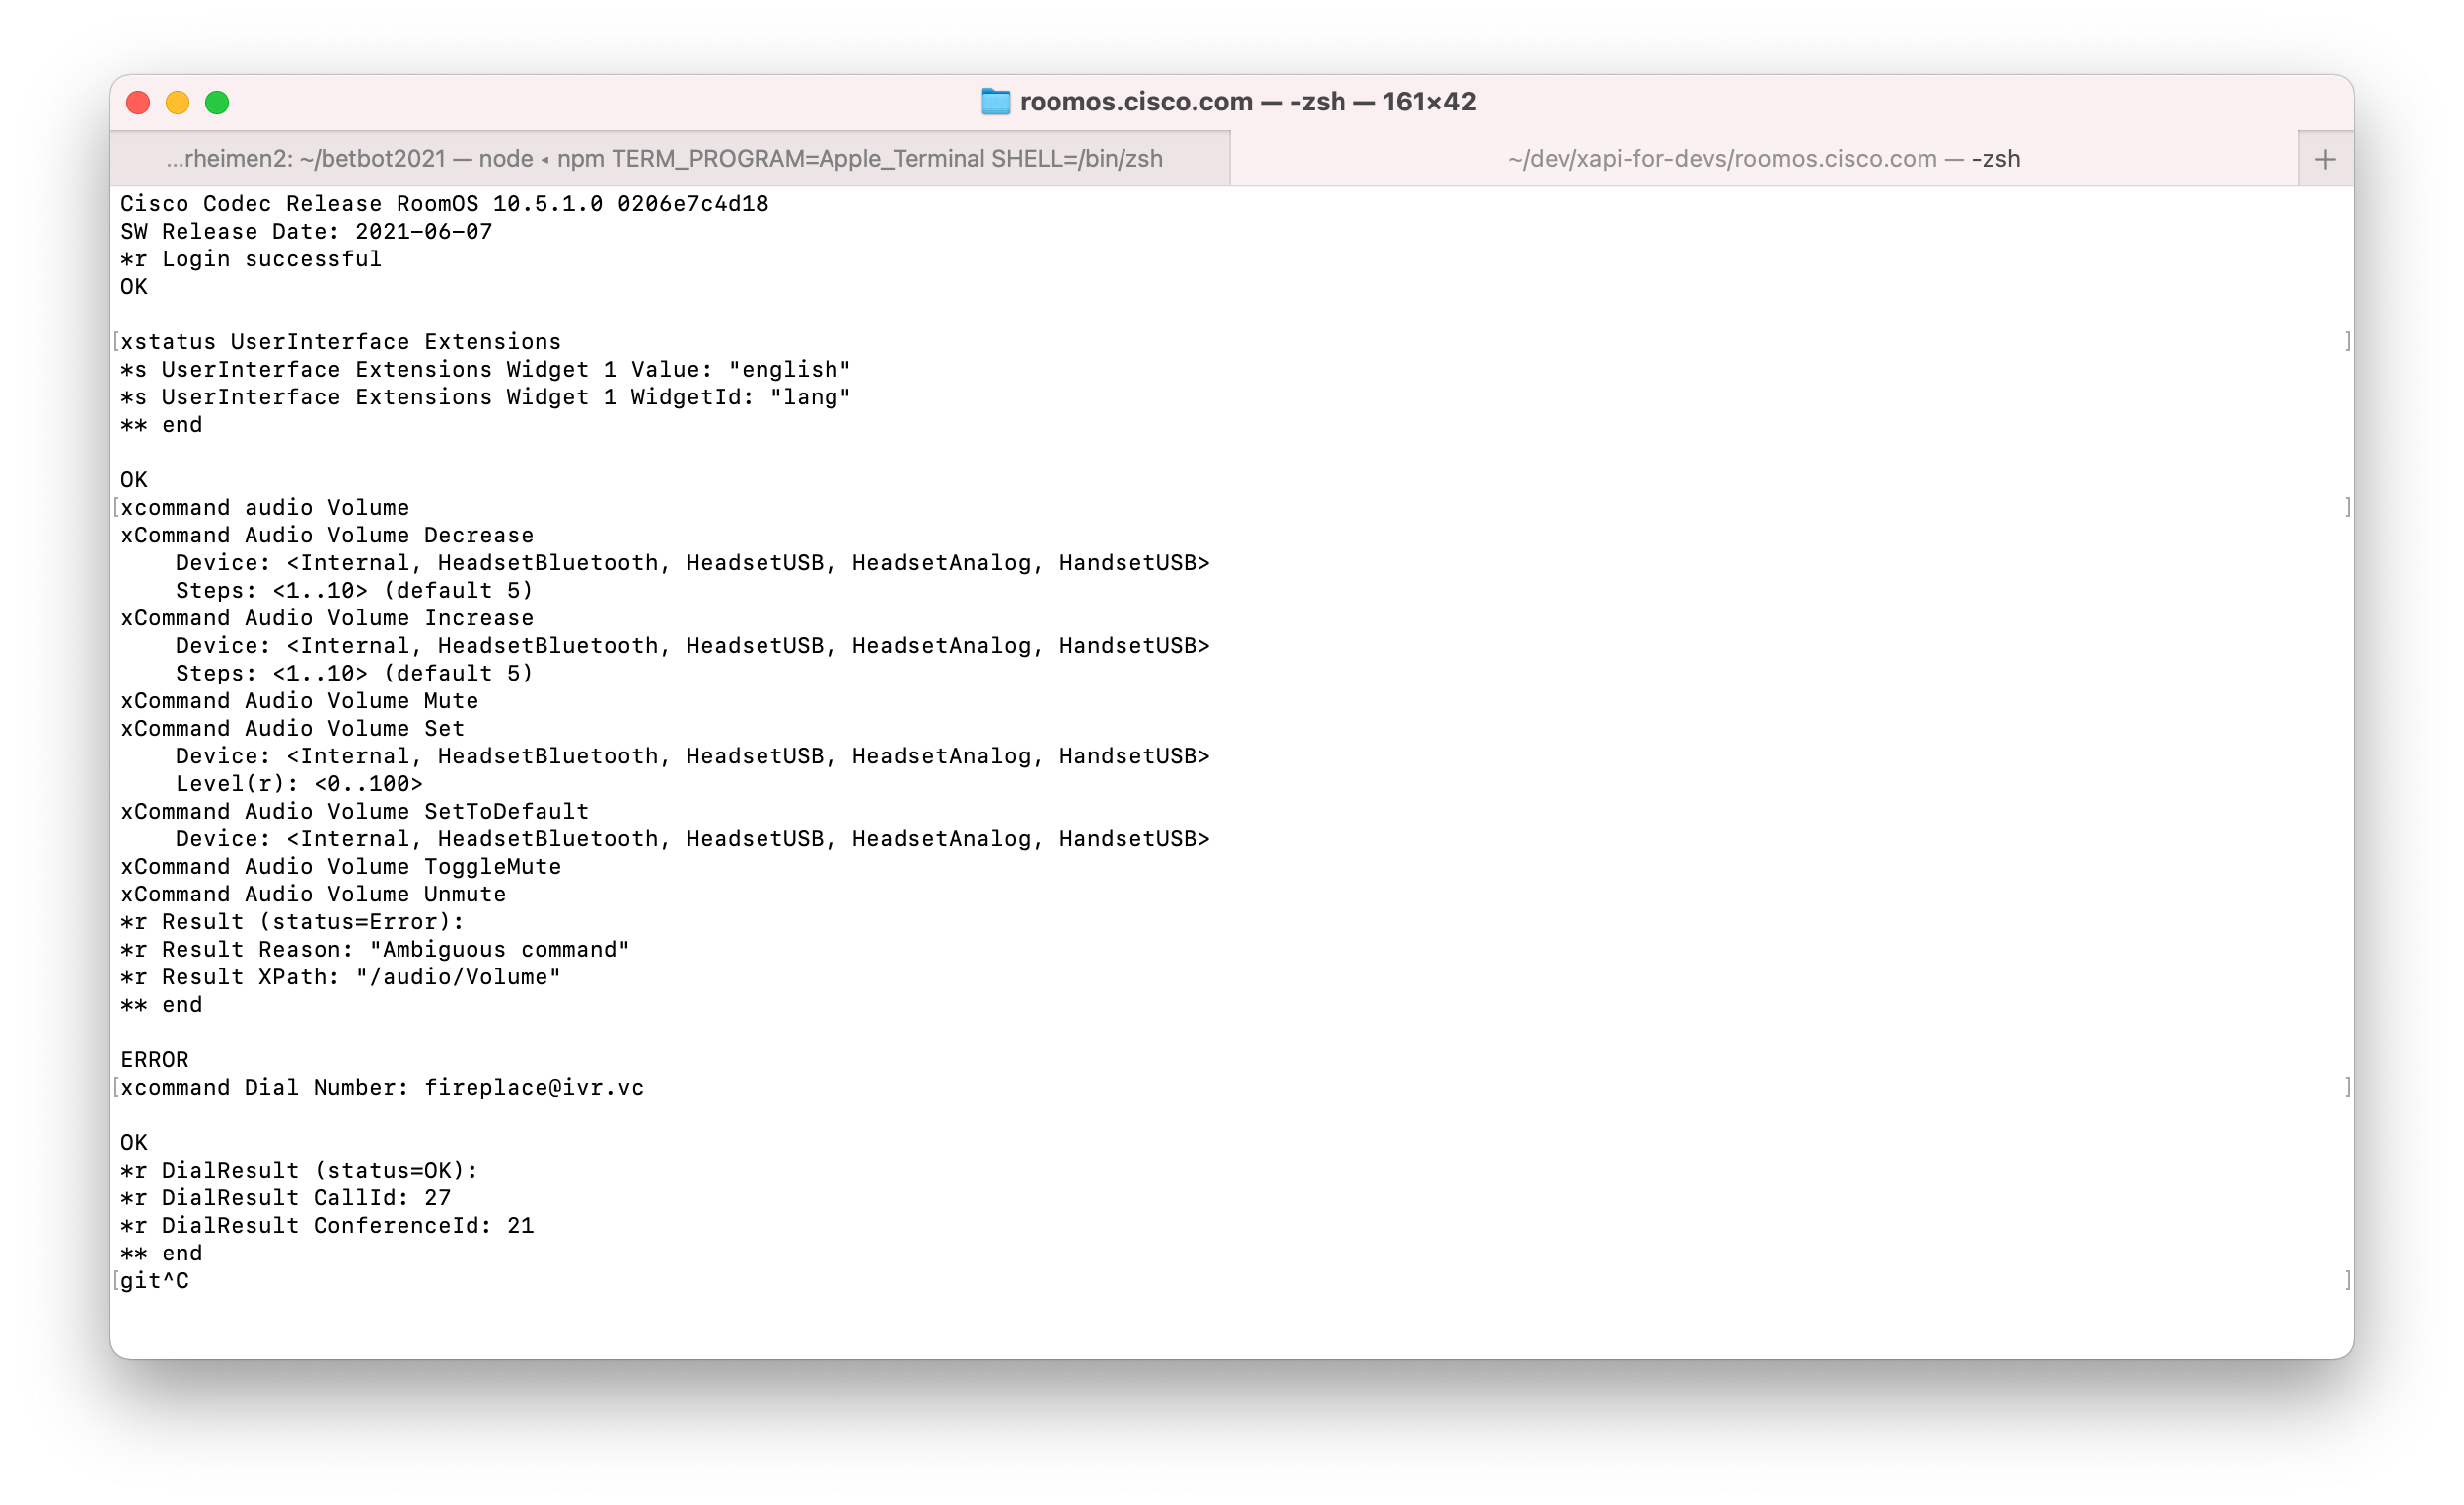 roomos.cisco.com — -zsh — 161×42
...rheimen2: ~/betbot2021 — node ◂ npm TERM_PROGRAM=Apple_Terminal SHELL=/bin/zsh
~/dev/xapi-for-devs/roomos.cisco.com — -zsh
+
Cisco Codec Release RoomOS 10.5.1.0 0206e7c4d18
SW Release Date: 2021-06-07
*r Login successful
OK

[xstatus UserInterface Extensions ]
*s UserInterface Extensions Widget 1 Value: "english"
*s UserInterface Extensions Widget 1 WidgetId: "lang"
** end

OK
[xcommand audio Volume ]
xCommand Audio Volume Decrease
    Device: <Internal, HeadsetBluetooth, HeadsetUSB, HeadsetAnalog, HandsetUSB>
    Steps: <1..10> (default 5)
xCommand Audio Volume Increase
    Device: <Internal, HeadsetBluetooth, HeadsetUSB, HeadsetAnalog, HandsetUSB>
    Steps: <1..10> (default 5)
xCommand Audio Volume Mute
xCommand Audio Volume Set
    Device: <Internal, HeadsetBluetooth, HeadsetUSB, HeadsetAnalog, HandsetUSB>
    Level(r): <0..100>
xCommand Audio Volume SetToDefault
    Device: <Internal, HeadsetBluetooth, HeadsetUSB, HeadsetAnalog, HandsetUSB>
xCommand Audio Volume ToggleMute
xCommand Audio Volume Unmute
*r Result (status=Error):
*r Result Reason: "Ambiguous command"
*r Result XPath: "/audio/Volume"
** end

ERROR
[xcommand Dial Number: fireplace@ivr.vc ]

OK
*r DialResult (status=OK):
*r DialResult CallId: 27
*r DialResult ConferenceId: 21
** end
[git^C ]